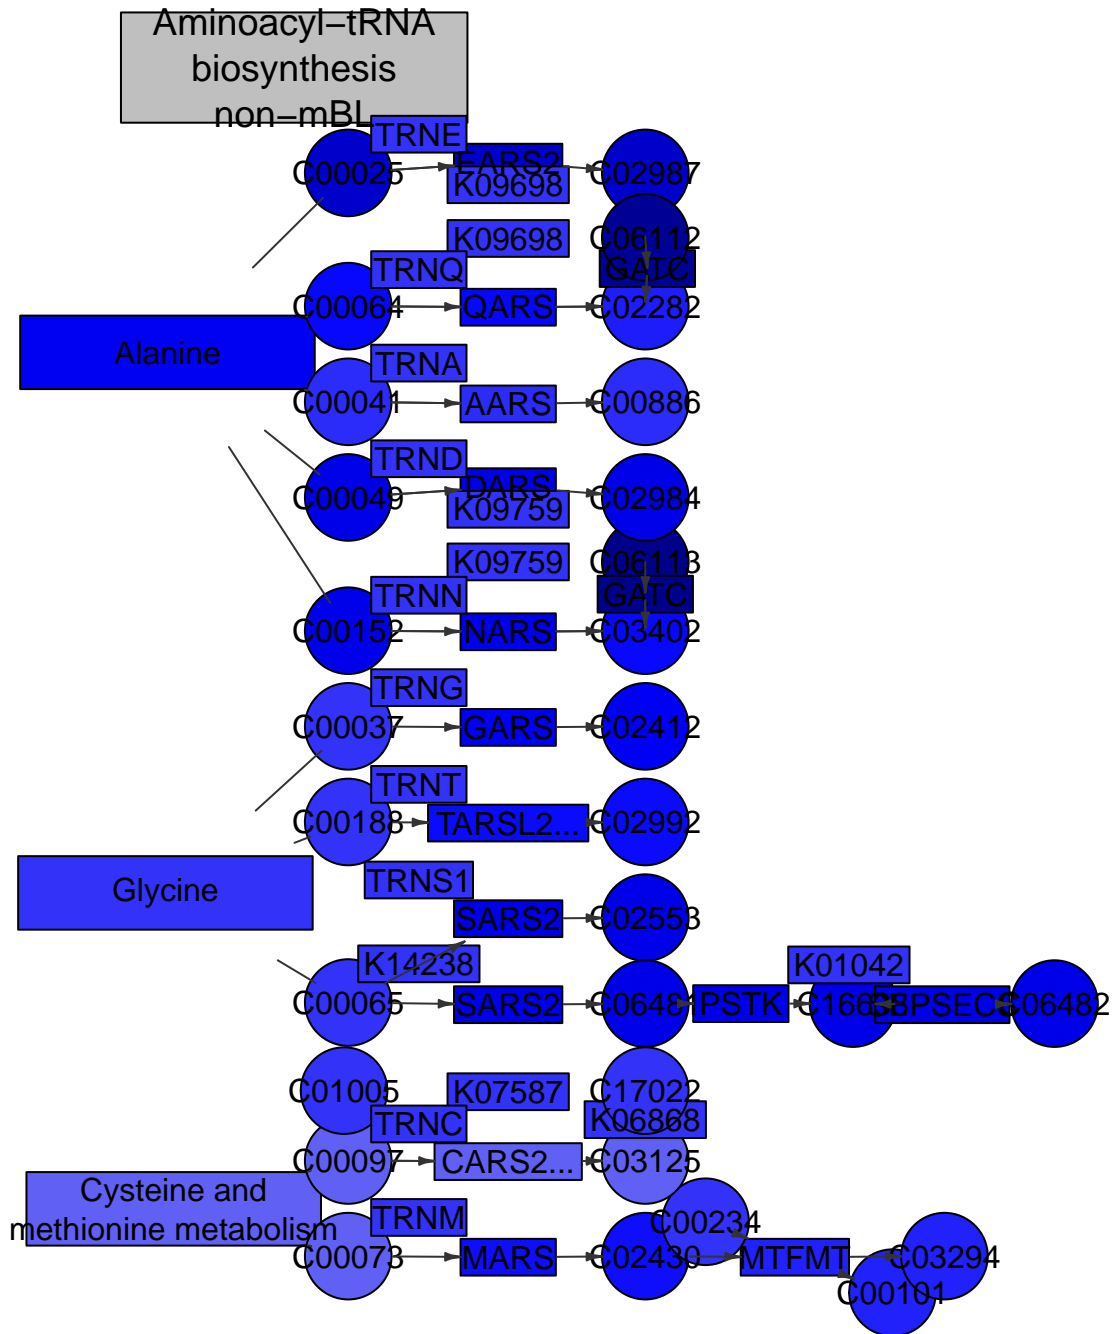 Aminoacyl−tRNA
biosynthesis
non−mBL
TRNE
C00025
EARS2
C02987
K09698
K09698
C06112
TRNQ
GATC
C00064
QARS
C02282
Alanine
TRNA
C00041
AARS
C00886
TRND
C00049
DARS
C02984
K09759
K09759
C06113
TRNN
GATC
C00152
NARS
C03402
TRNG
C00037
GARS
C02412
TRNT
C00188
TARSL2...
C02992
Glycine
TRNS1
SARS2
C02553
K14238
K01042
C00065
SARS2
C06481
PSTK
C06482
C01005
K07587
C17022
TRNC
K06868
C00097
CARS2...
C03125
Cysteine and
methionine metabolism
TRNM
C00234
C00073
MARS
C02430
MTFMT
C03294
C00101